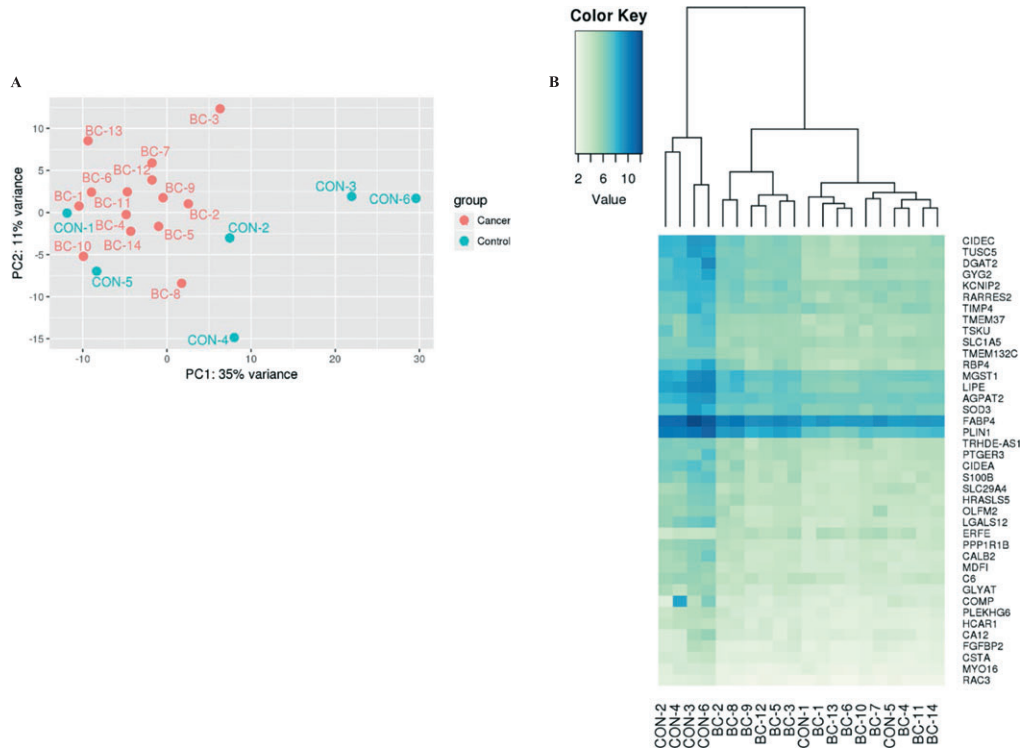 A
BC-3
BC-13
BC-7
BC-12
BC-6
BC-9
CON-3
CON-6
BC-1
BC-11
BC-2
CON-1
BC-4
BC-5
CON-2
BC-10
BC-14
CON-5
BC-8
CON-4
10
5
0
-5
-10
-15
PC2: 11% variance
-10 0 10 20 30
PC1: 35% variance
group
Cancer
Control
B
Color Key
2 6 10
Value
CIDEC
TUSC5
DGAT2
GYG2
KCNIP2
RARRES2
TIMP4
TMEM37
TSKU
SLC1A5
TMEM132C
RBP4
MGST1
LIPE
AGPAT2
SOD3
FABP4
PLIN1
TRHDE-AS1
PTGER3
CIDEA
S100B
SLC29A4
HRASLS5
OLFM2
LGALS12
ERFE
PPP1R1B
CALB2
MDFI
C6
GLYAT
COMP
PLEKHG6
HCAR1
CA12
FGFBP2
CSTA
MYO16
RAC3
CON-2
CON-4
CON-3
CON-6
BC-2
BC-8
BC-9
BC-12
BC-5
BC-3
CON-1
BC-1
BC-13
BC-6
BC-10
BC-7
CON-5
BC-4
BC-11
BC-14